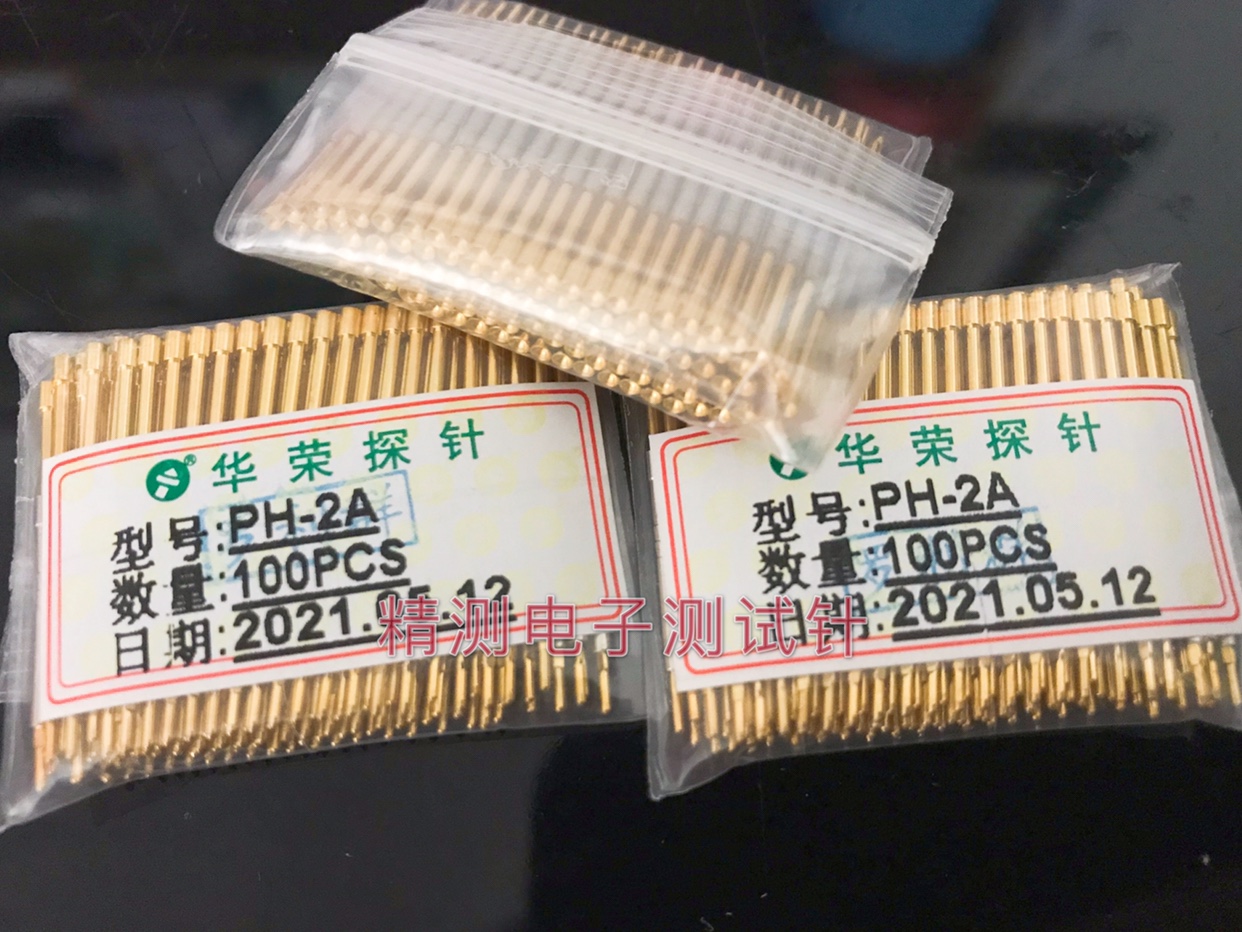 ®华荣探针
型号:PH-2A
数量:100PCS
日期:2021.05.12
华荣探针
型号:PH-2A
数量:100PCS
日期:2021.05.12
精测电子测试针